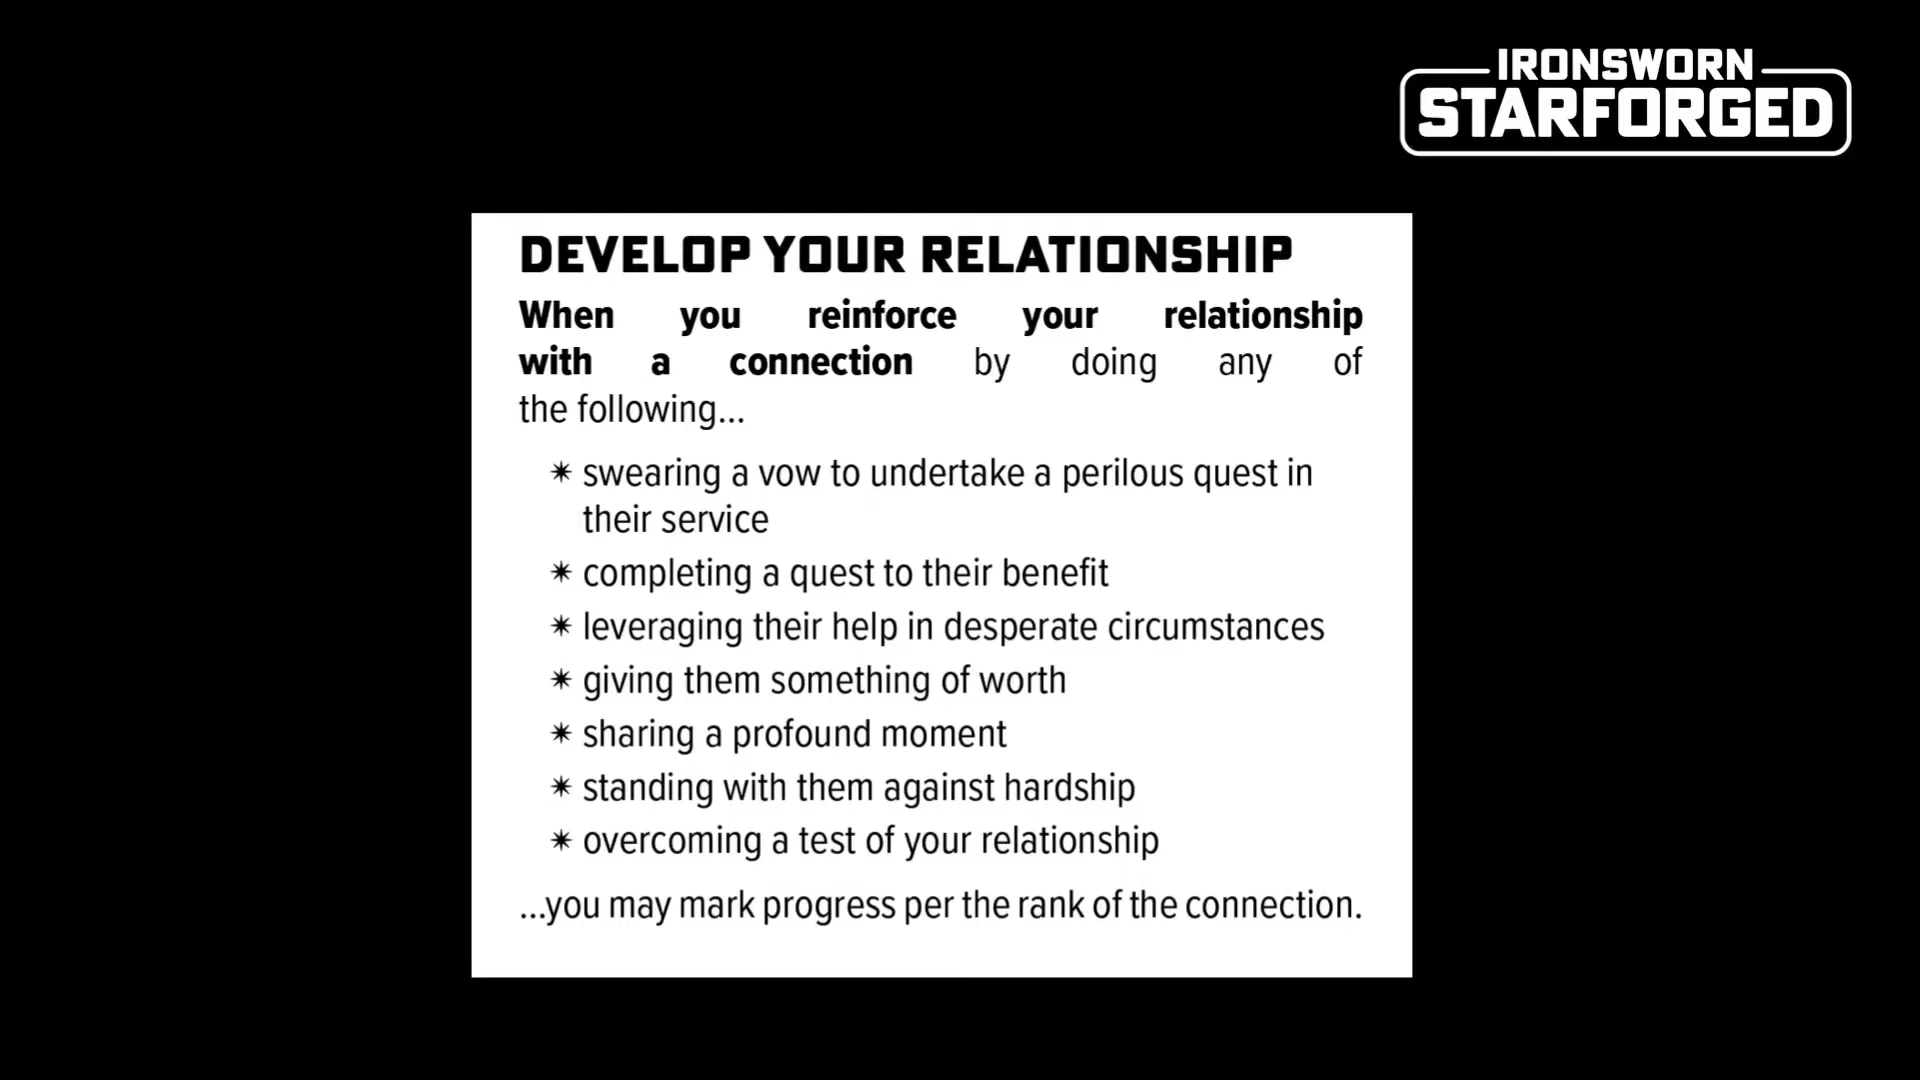 IRONSWORN
STARFORGED
DEVELOP YOUR RELATIONSHIP
When you reinforce your relationship
with a connection by doing any of
the following...
✴ swearing a vow to undertake a perilous quest in
their service
✴ completing a quest to their benefit
✴ leveraging their help in desperate circumstances
✴ giving them something of worth
✴ sharing a profound moment
✴ standing with them against hardship
✴ overcoming a test of your relationship
...you may mark progress per the rank of the connection.